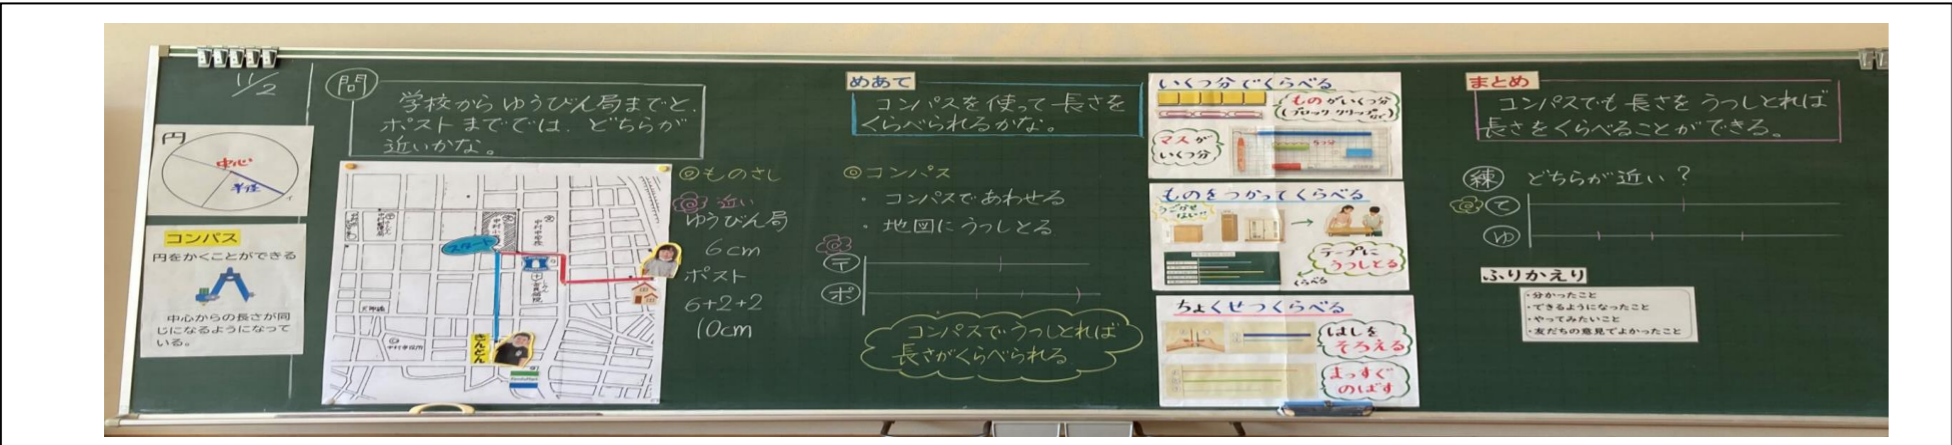 11/2
円
中心
半径
コンパス
円をかくことができる
中心からの長さが同
じになるようになって
いる。
問
学校からゆうびん局までと、
ポストまででは、どちらが
近いかな。
スタート
◎ものさし
近い
ゆうびん局
6cm
ポスト
6+2+2
10cm
めあて
コンパスを使って長さを
くらべられるかな。
◎コンパス
・コンパスであわせる
・地図にうつしとる
〒
ポ
コンパスでうつしとれば
長さがくらべられる
いくつ分でくらべる
ものがいくつ分
マスが
いくつ分
ものをつかってくらべる
テープに
うつしとる
くらべる
ちょくせつくらべる
はしを
そろえる
まっすぐ
のばす
まとめ
コンパスでも長さをうつしとれば
長さをくらべることができる。
練 どちらが近い?
て
ゆ
ふりかえり
・分かったこと
・できるようになったこと
・やってみたいこと
・友だちの意見でよかったこと